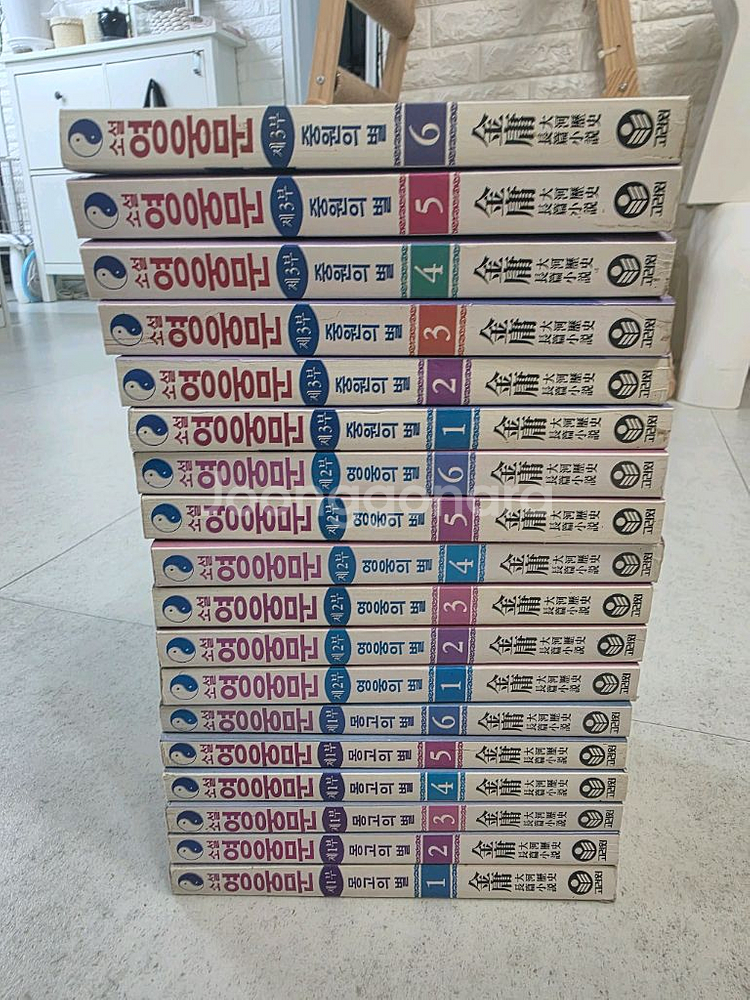 소설 영웅문 제3부 중원의 별 6 金庸 大河歷史 長篇小說 고려원
소설 영웅문 제3부 중원의 별 5 金庸 大河歷史 長篇小說 고려원
소설 영웅문 제3부 중원의 별 4 金庸 大河歷史 長篇小說 고려원
소설 영웅문 제3부 중원의 별 3 金庸 大河歷史 長篇小說 고려원
소설 영웅문 제3부 중원의 별 2 金庸 大河歷史 長篇小說 고려원
소설 영웅문 제3부 중원의 별 1 金庸 大河歷史 長篇小說 고려원
소설 영웅문 제2부 영웅의 별 6 金庸 大河歷史 長篇小說 고려원
소설 영웅문 제2부 영웅의 별 5 金庸 大河歷史 長篇小說 고려원
joonggonara
소설 영웅문 제2부 영웅의 별 4 金庸 大河歷史 長篇小說 고려원
소설 영웅문 제2부 영웅의 별 3 金庸 大河歷史 長篇小說 고려원
소설 영웅문 제2부 영웅의 별 2 金庸 大河歷史 長篇小說 고려원
소설 영웅문 제2부 영웅의 별 1 金庸 大河歷史 長篇小說 고려원
소설 영웅문 제1부 몽고의 별 6 金庸 大河歷史 長篇小說 고려원
소설 영웅문 제1부 몽고의 별 5 金庸 大河歷史 長篇小說 고려원
소설 영웅문 제1부 몽고의 별 4 金庸 大河歷史 長篇小說 고려원
소설 영웅문 제1부 몽고의 별 3 金庸 大河歷史 長篇小說 고려원
소설 영웅문 제1부 몽고의 별 2 金庸 大河歷史 長篇小說 고려원
소설 영웅문 제1부 몽고의 별 1 金庸 大河歷史 長篇小說 고려원